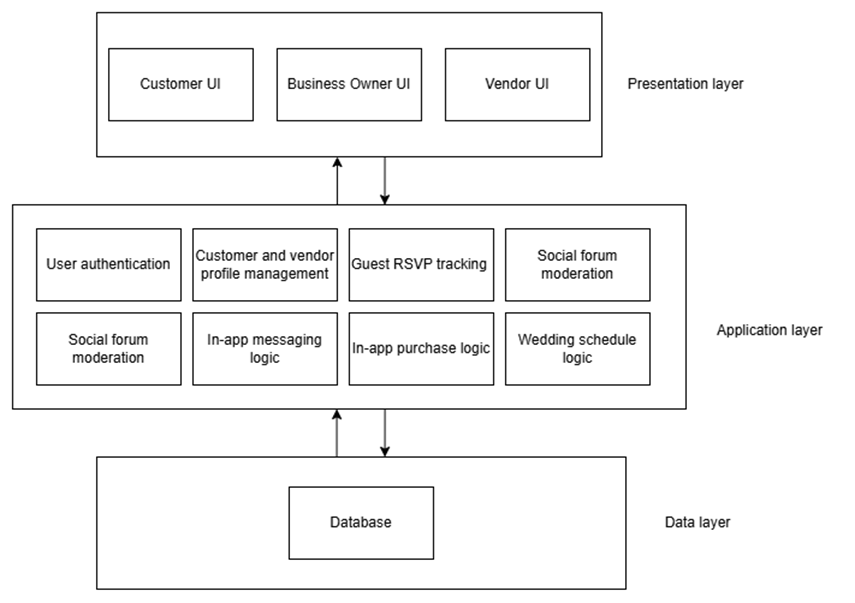 Customer UI
Business Owner UI
Vendor UI
Presentation layer
User authentication
Customer and vendor
profile management
Guest RSVP tracking
Social forum
moderation
Social forum
moderation
In-app messaging
logic
In-app purchase logic
Wedding schedule
logic
Application layer
Database
Data layer